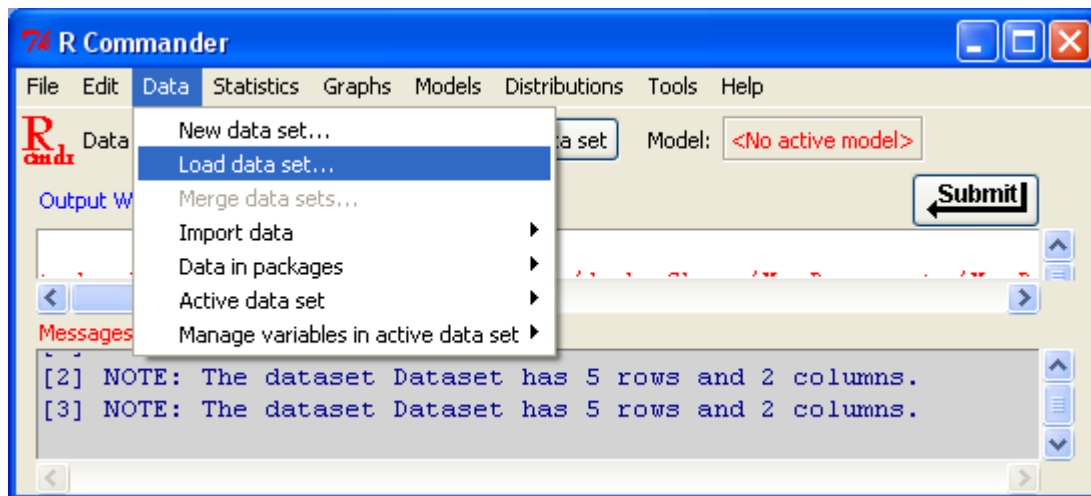 R Commander
File Edit Data Statistics Graphs Models Distributions Tools Help
R cmdr Data a set Model: <No active model>
New data set...
Load data set...
Merge data sets...
Import data
Data in packages
Active data set
Manage variables in active data set
Output W
Submit
Messages
[2] NOTE: The dataset Dataset has 5 rows and 2 columns.
[3] NOTE: The dataset Dataset has 5 rows and 2 columns.